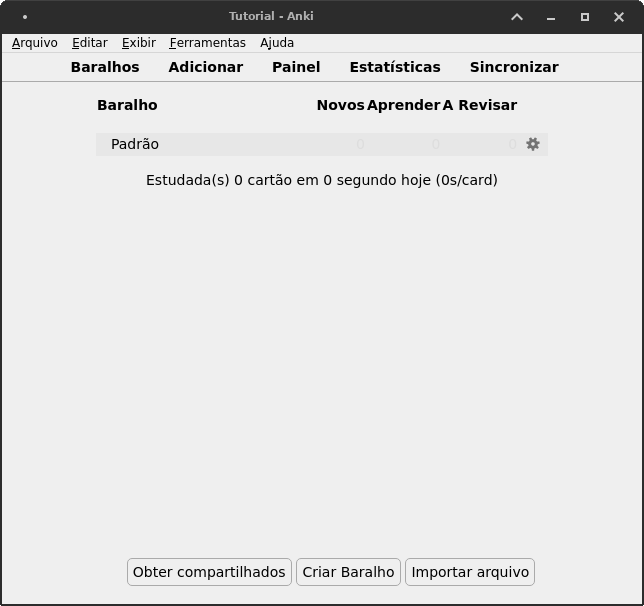 Tutorial - Anki
Arquivo Editar Exibir Ferramentas Ajuda
Baralhos Adicionar Painel Estatísticas Sincronizar
Baralho Novos Aprender A Revisar
Padrão 0 0 0
Estudada(s) 0 cartão em 0 segundo hoje (0s/card)
Obter compartilhados Criar Baralho Importar arquivo